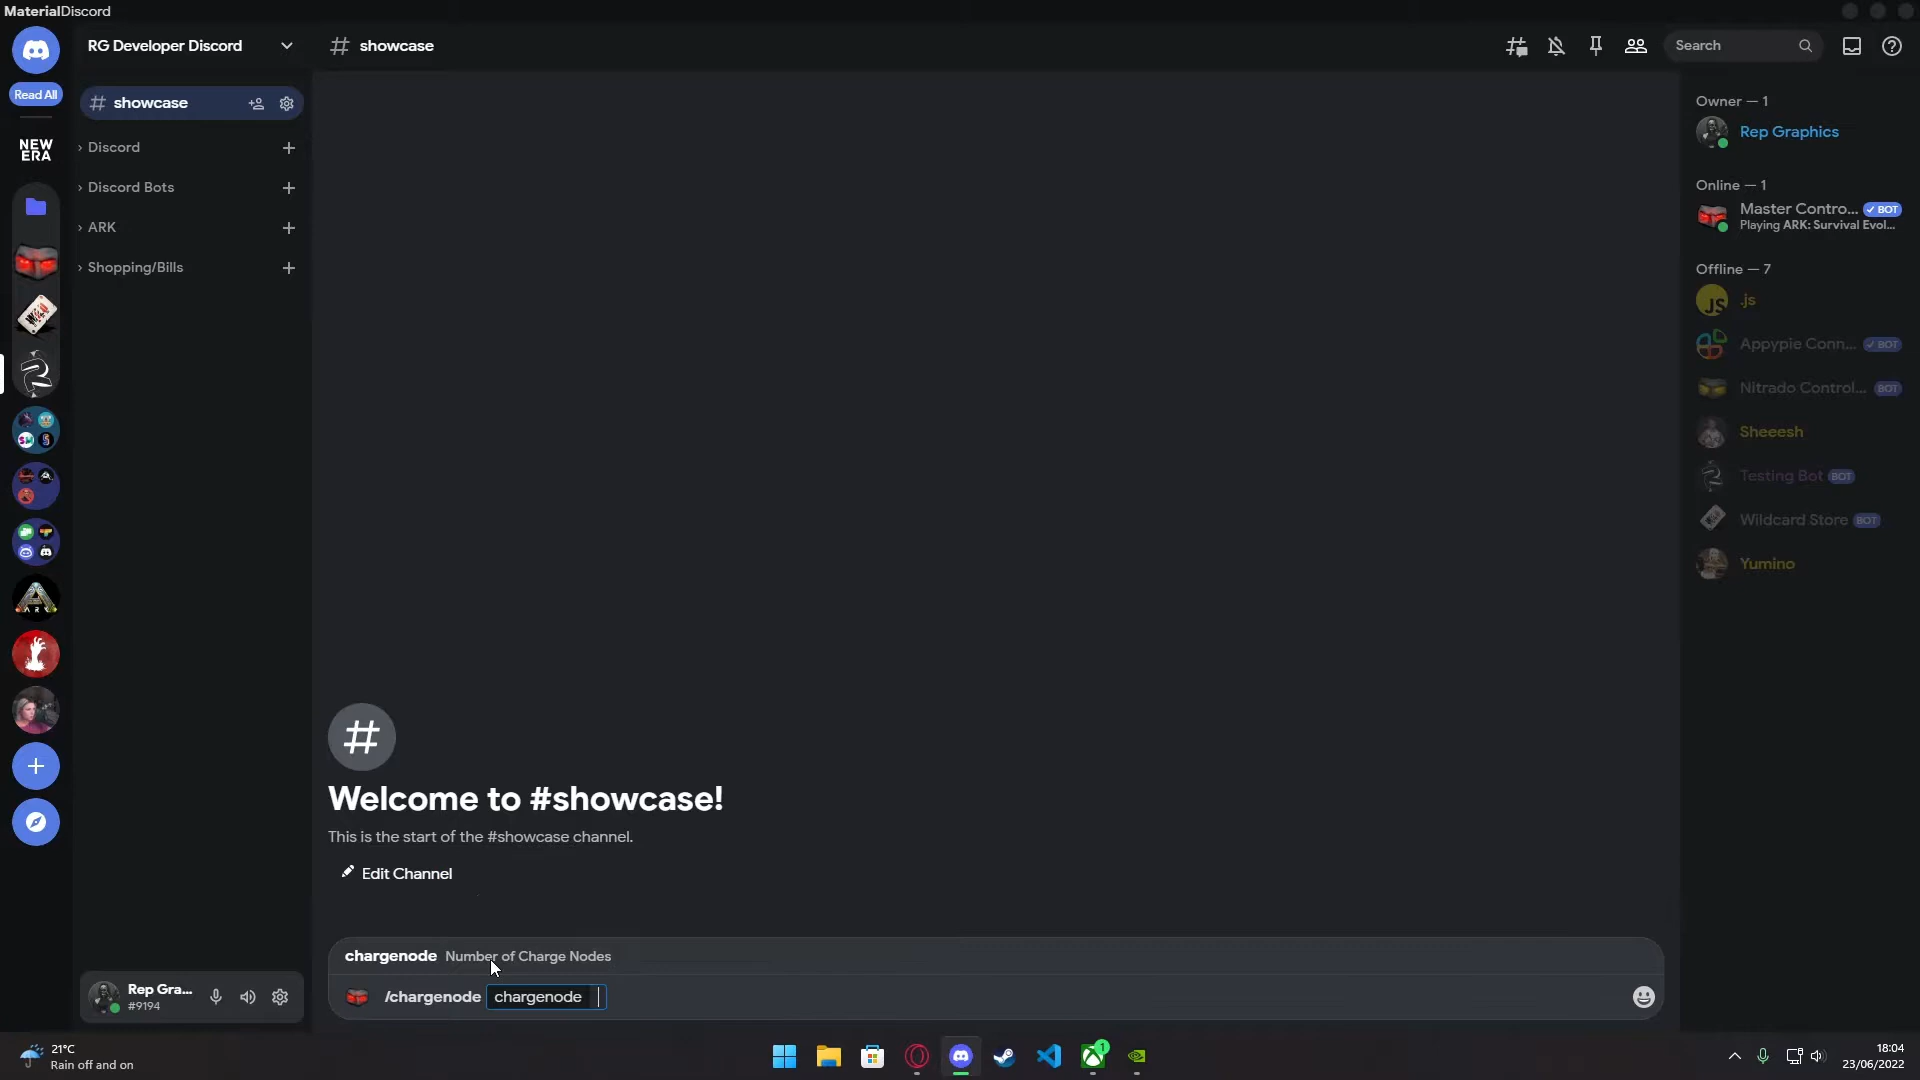 MaterialDiscord
RG Developer Discord
showcase
Search
Read All
NEW
ERA
showcase
Discord
Discord Bots
ARK
Shopping/Bills
Owner — 1
Rep Graphics
Online — 1
Master Contro... BOT
Playing ARK: Survival Evol...
Offline — 7
JS
.js
Appypie Conn... BOT
Nitrado Control... BOT
Sheeesh
Testing Bot BOT
Wildcard Store BOT
Yumino
Welcome to #showcase!
This is the start of the #showcase channel.
Edit Channel
chargenode Number of Charge Nodes
/chargenode chargenode
Rep Gra...
#9194
21°C
Rain off and on
1
18:04
23/06/2022